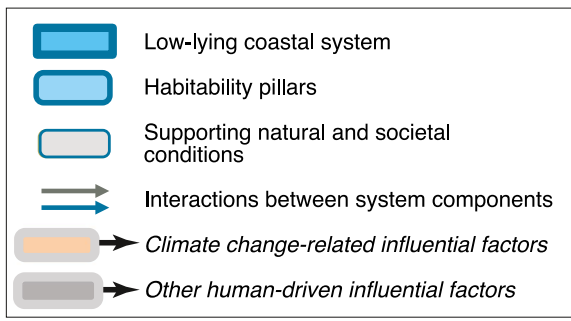 Low-lying coastal system
Habitability pillars
Supporting natural and societal
conditions
Interactions between system components
Climate change-related influential factors
Other human-driven influential factors